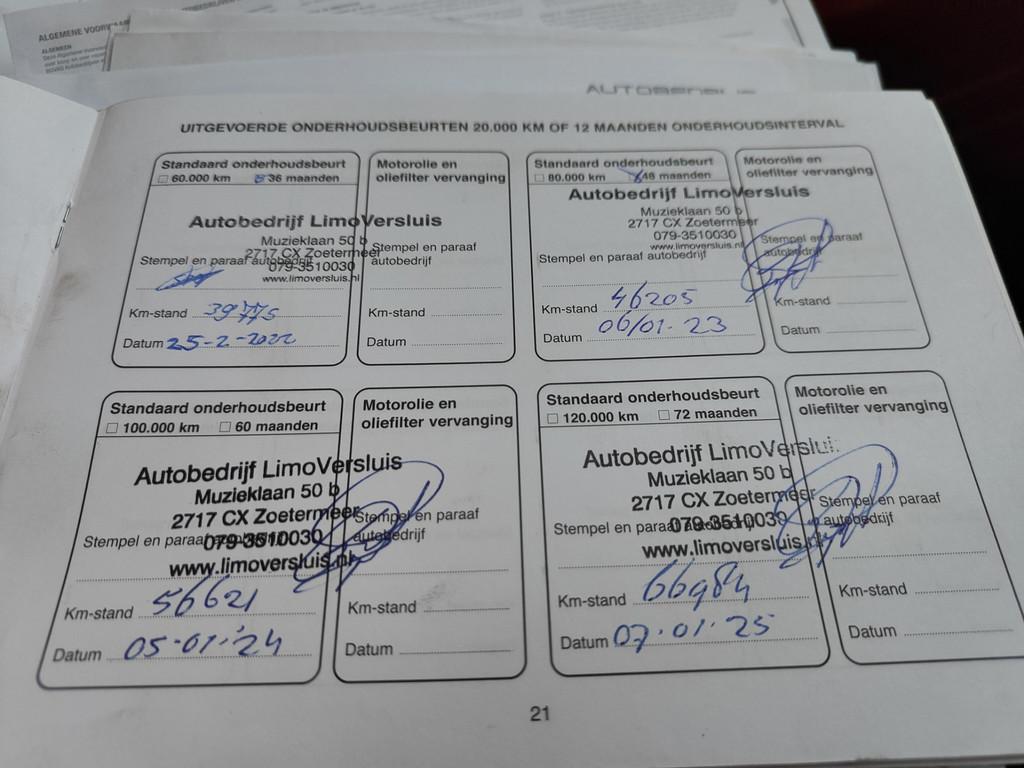 ALGEMENE
ALGEMEEN
UITGEVOERDE ONDERHOUDSBEURTEN 20.000 KM OF 12 MAANDEN ONDERHOUDSINTERVAL
Standaard onderhoudsbeurt
60.000 km 36 maanden
Autobedrijf LimoVersluis
Muzieklaan 50 b
2717 CX Zoetermeer
079-3510030
www.limoversluis.nl
Stempel en paraaf autobedrijf
Km-stand 39775
Datum 25-2-2022
Motorolie en
oliefilter vervanging
Stempel en paraaf
autobedrijf
Km-stand
Datum
Standaard onderhoudsbeurt
80.000 km 48 maanden
Autobedrijf LimoVersluis
Muzieklaan 50 b
2717 CX Zoetermeer
079-3510030
www.limoversluis.nl
Stempel en paraaf autobedrijf
Km-stand 46205
Datum 06/01-23
Motorolie en
oliefilter vervanging
Stempel en paraaf
autobedrijf
Km-stand
Datum
Standaard onderhoudsbeurt
100.000 km 60 maanden
Autobedrijf LimoVersluis
Muzieklaan 50 b
2717 CX Zoetermeer
079-3510030
www.limoversluis.nl
Stempel en paraaf autobedrijf
Km-stand 56621
Datum 05-01-24
Motorolie en
oliefilter vervanging
Stempel en paraaf
autobedrijf
Km-stand
Datum
Standaard onderhoudsbeurt
120.000 km 72 maanden
Autobedrijf LimoVersluis
Muzieklaan 50 b
2717 CX Zoetermeer
079-3510030
www.limoversluis.nl
Stempel en paraaf autobedrijf
Km-stand 66984
Datum 07.01.25
Motorolie en
oliefilter vervanging
Stempel en paraaf
autobedrijf
Km-stand
Datum
21